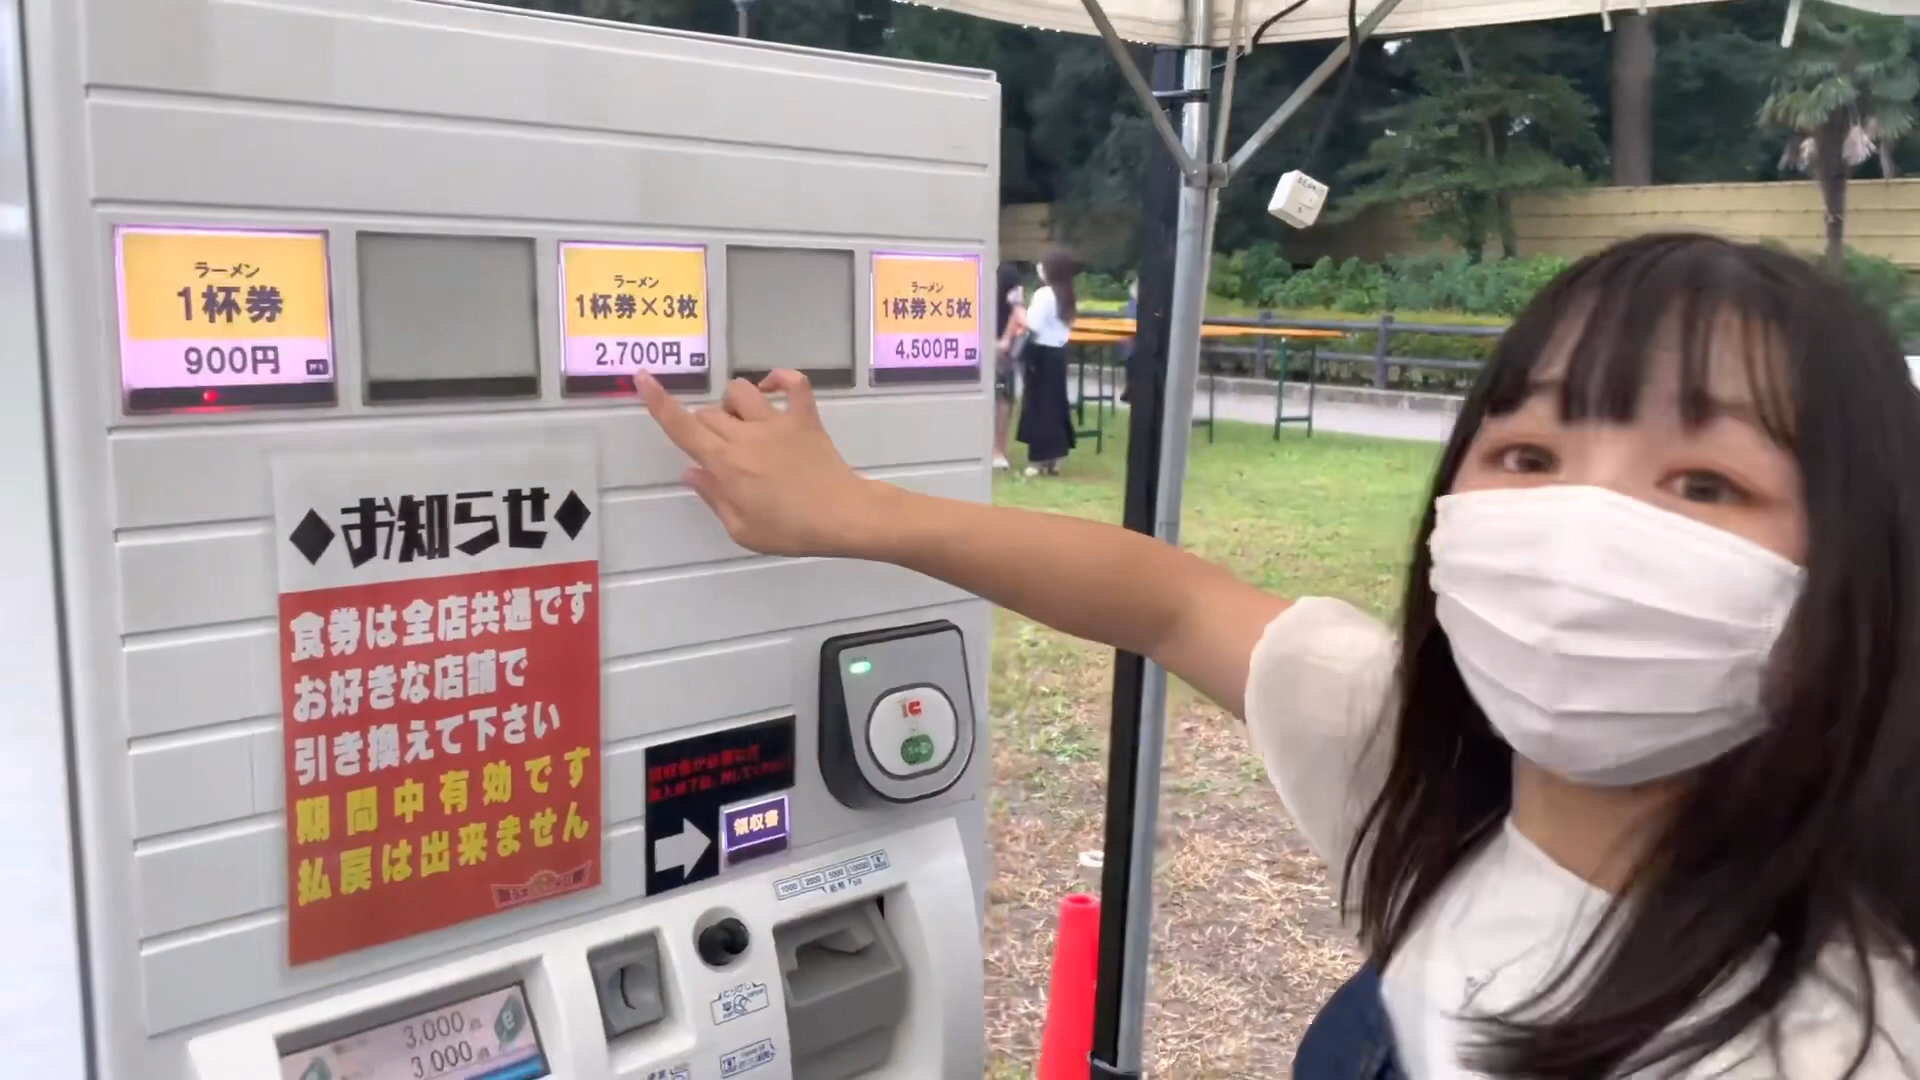 ラーメン
1杯券
900円
ラーメン
1杯券×3枚
2,700円
ラーメン
1杯券×5枚
4,500円
◆お知らせ◆
食券は全店共通です
お好きな店舗で
引き換えて下さい
期間中有効です
払戻は出来ません
領収書
1000 2000 5000 10000
3,000
3,000